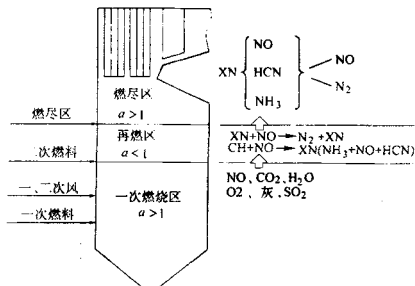 NO
XN
HCN
NH3
NO
N2
燃尽区
a>1
燃尽区
再燃区
a<1
二次燃料
XN+NO→N2+XN
CH+NO→XN(NH3+NO+HCN)
一、二次风
一次燃料
一次燃烧区
a>1
NO、CO2、H2O
O2、灰、SO2